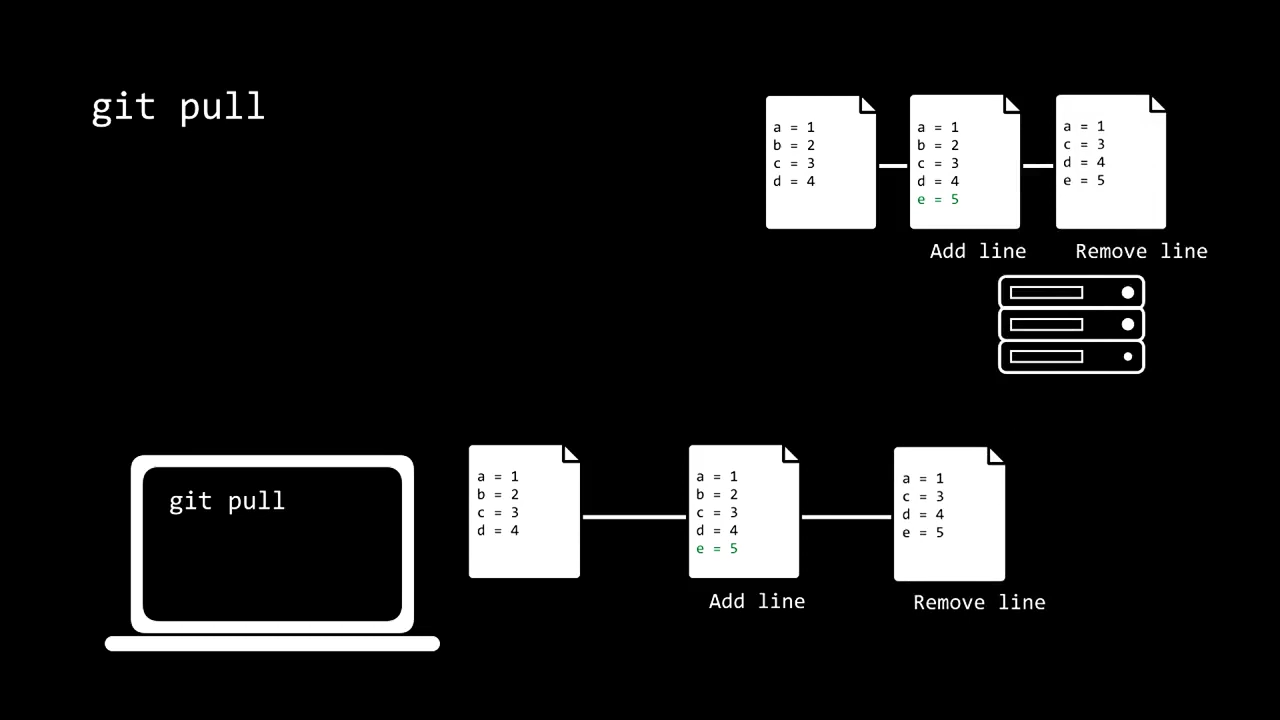 git pull
a = 1
b = 2
c = 3
d = 4
a = 1
b = 2
c = 3
d = 4
e = 5
Add line
a = 1
c = 3
d = 4
e = 5
Remove line
git pull
a = 1
b = 2
c = 3
d = 4
a = 1
b = 2
c = 3
d = 4
e = 5
Add line
a = 1
c = 3
d = 4
e = 5
Remove line